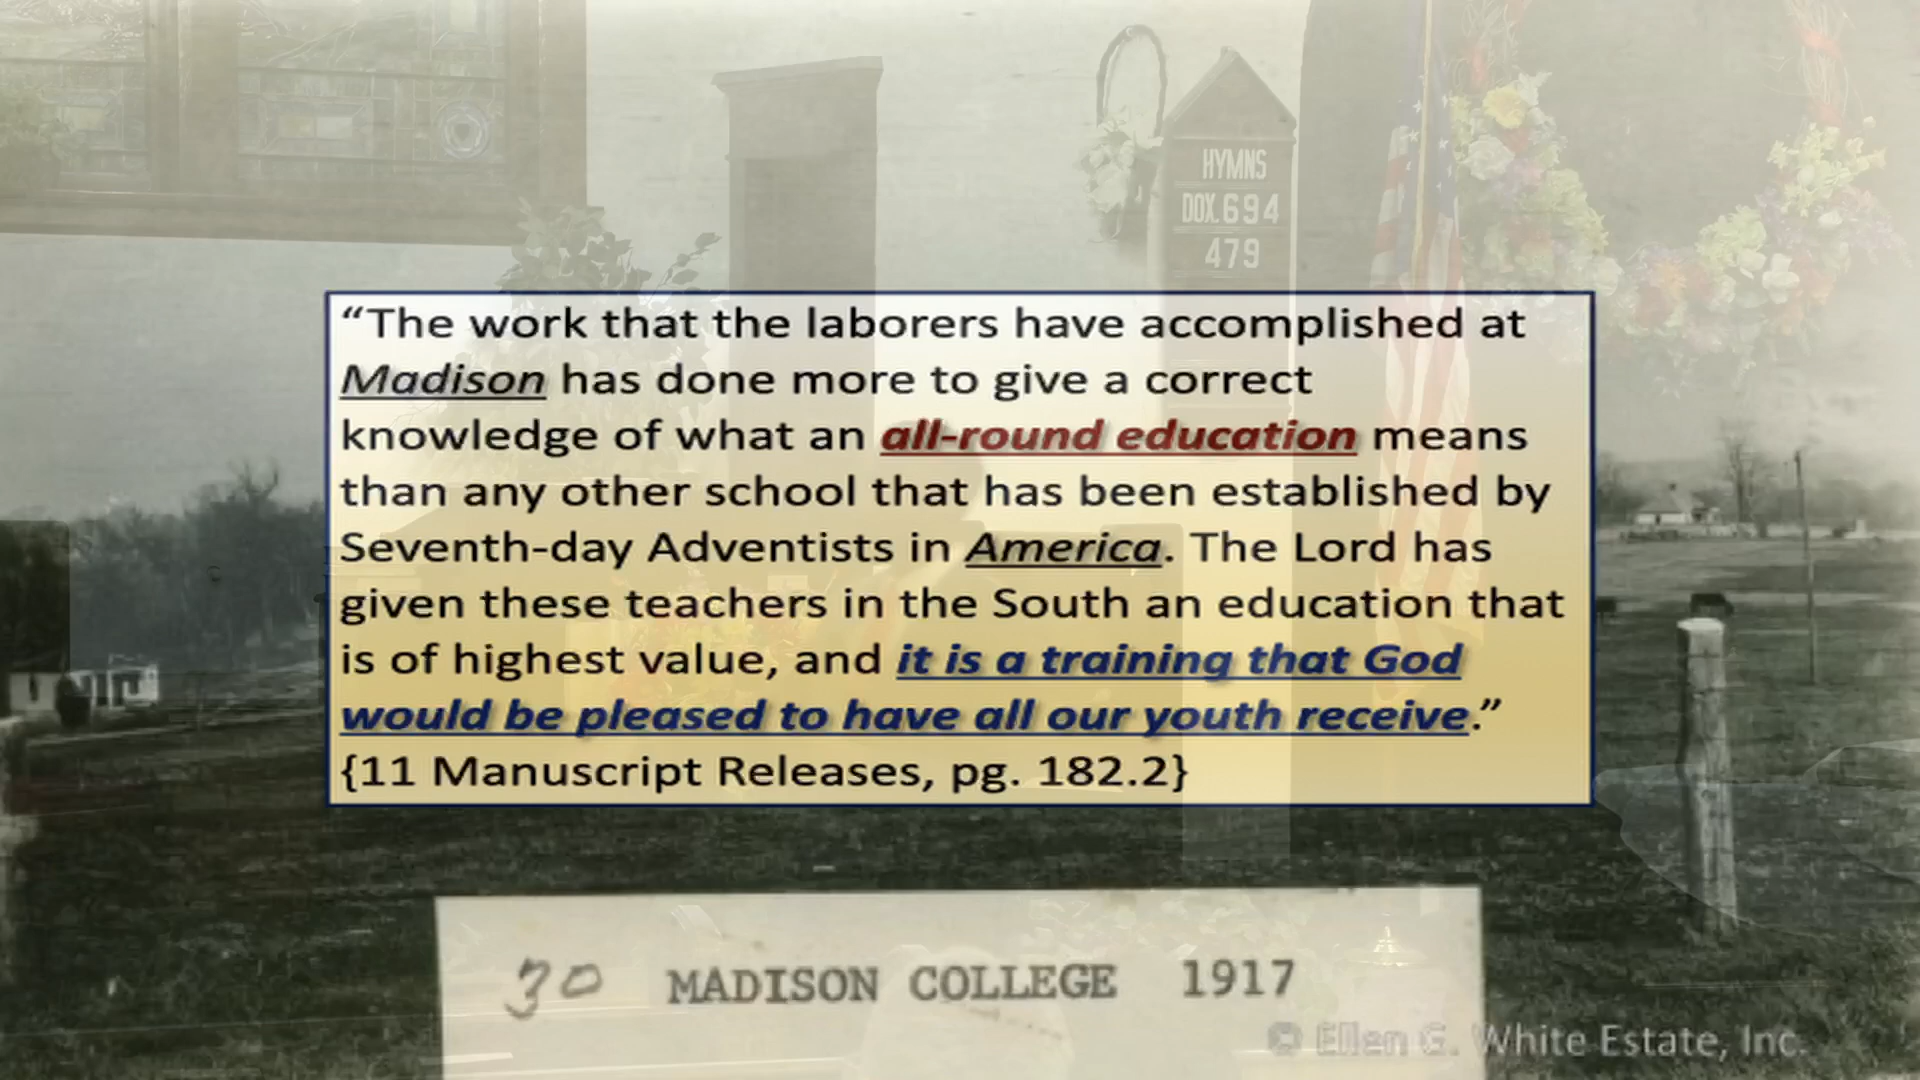 HYMNS
DOX.694
479
“The work that the laborers have accomplished at
Madison has done more to give a correct
knowledge of what an all-round education means
than any other school that has been established by
Seventh-day Adventists in America. The Lord has
given these teachers in the South an education that
is of highest value, and it is a training that God
would be pleased to have all our youth receive.”
{11 Manuscript Releases, pg. 182.2}
30 MADISON COLLEGE 1917
© Ellen G. White Estate, Inc.